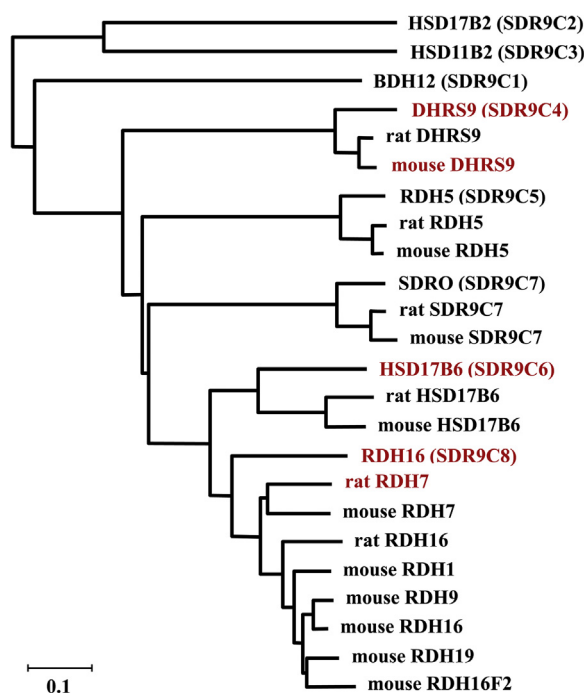 HSD17B2 (SDR9C2)
HSD11B2 (SDR9C3)
BDH12 (SDR9C1)
DHRS9 (SDR9C4)
rat DHRS9
mouse DHRS9
RDH5 (SDR9C5)
rat RDH5
mouse RDH5
SDRO (SDR9C7)
rat SDR9C7
mouse SDR9C7
HSD17B6 (SDR9C6)
rat HSD17B6
mouse HSD17B6
RDH16 (SDR9C8)
rat RDH7
mouse RDH7
rat RDH16
mouse RDH1
mouse RDH9
mouse RDH16
mouse RDH19
mouse RDH16F2
0.1